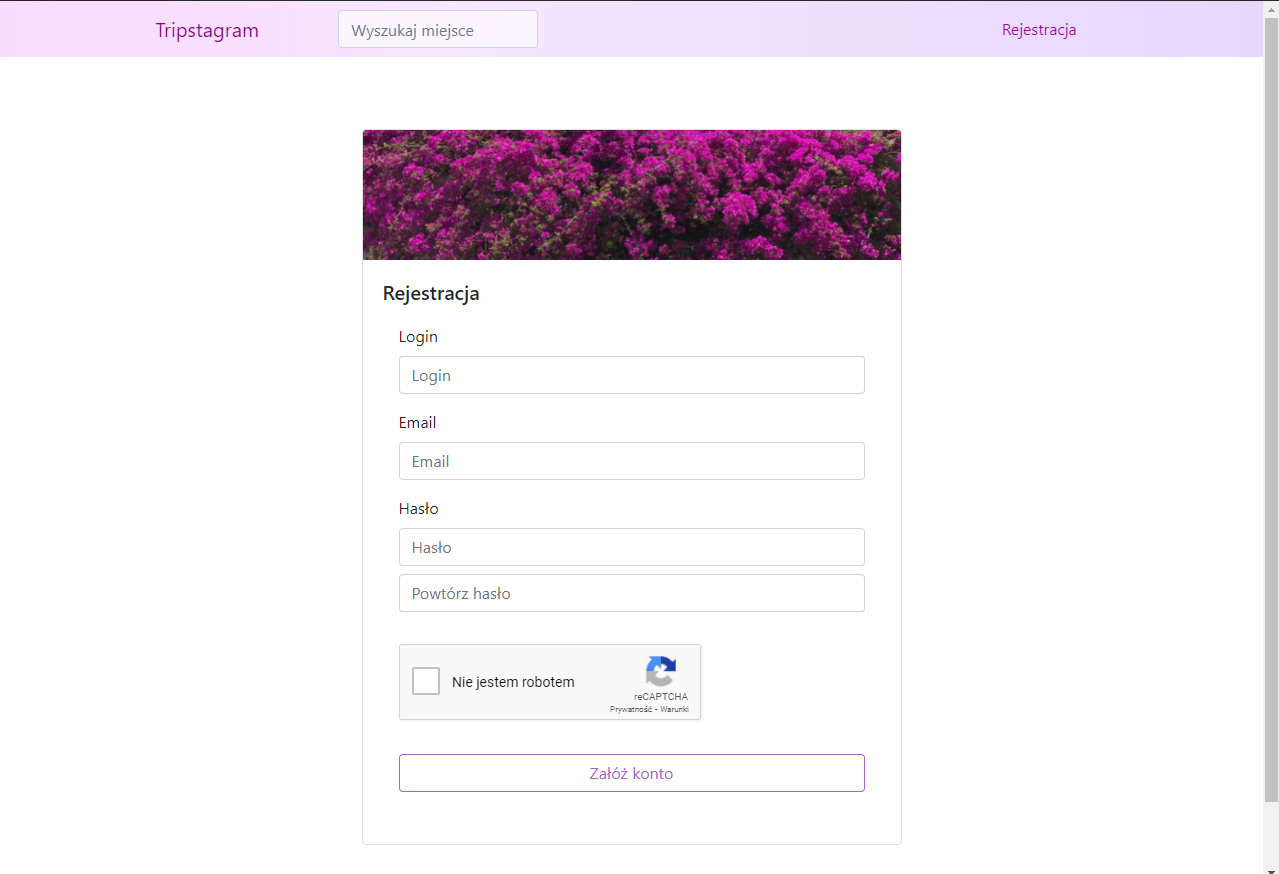 Tripstagram
Wyszukaj miejsce
Rejestracja
Rejestracja
Login
Login
Email
Email
Hasło
Hasło
Powtórz hasło
Nie jestem robotem
reCAPTCHA
Prywatność - Warunki
Załóż konto